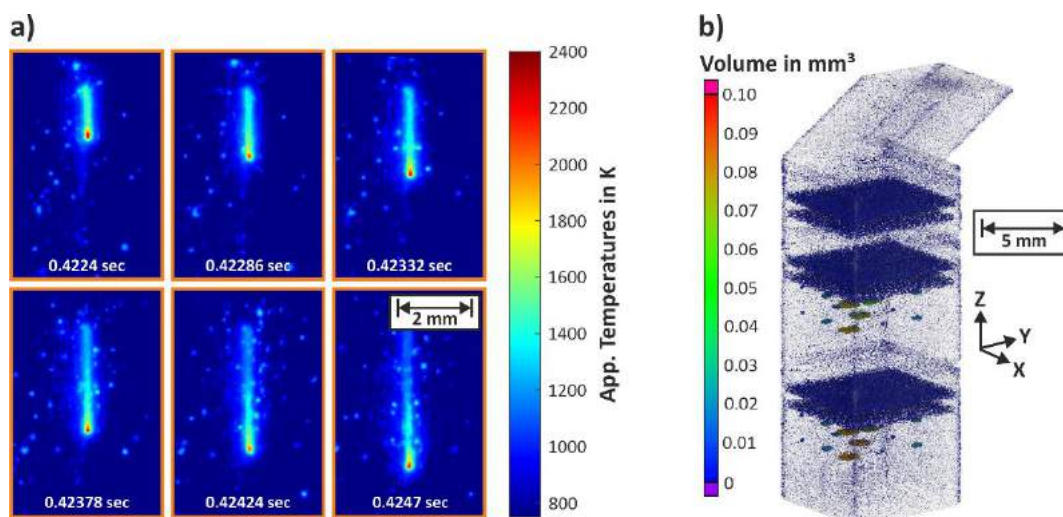 a)
0.4224 sec
0.42286 sec
0.42332 sec
0.42378 sec
0.42424 sec
0.4247 sec
2 mm
2400
2200
2000
1800
1600
1400
1200
1000
800
App. Temperatures in K
b)
Volume in mm³
0.10
0.09
0.08
0.07
0.06
0.05
0.04
0.03
0.02
0.01
0
5 mm
Z
Y
X